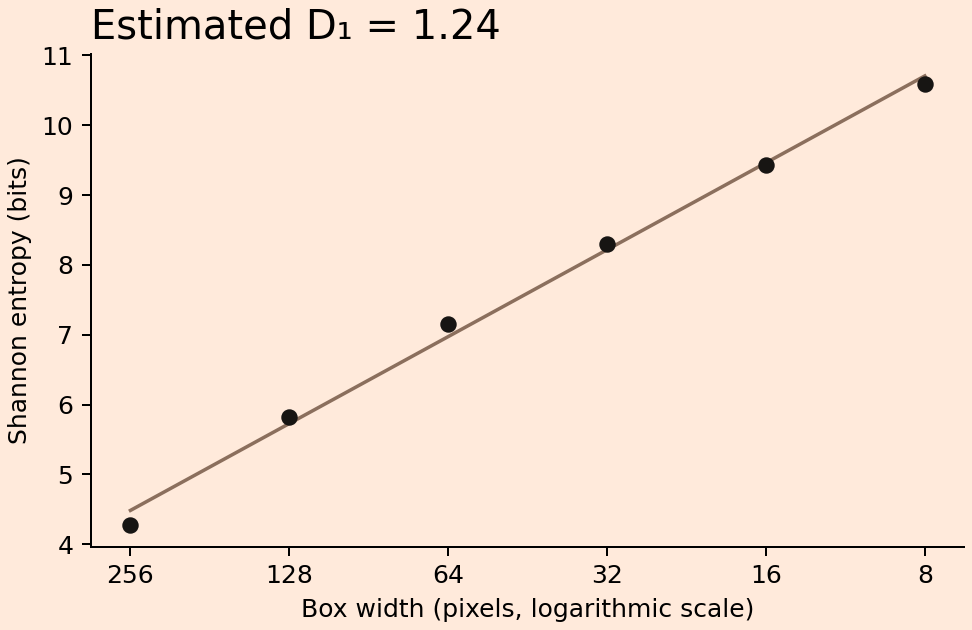 Estimated D₁ = 1.24
11
10
9
8
7
6
5
4
Shannon entropy (bits)
256 128 64 32 16 8
Box width (pixels, logarithmic scale)